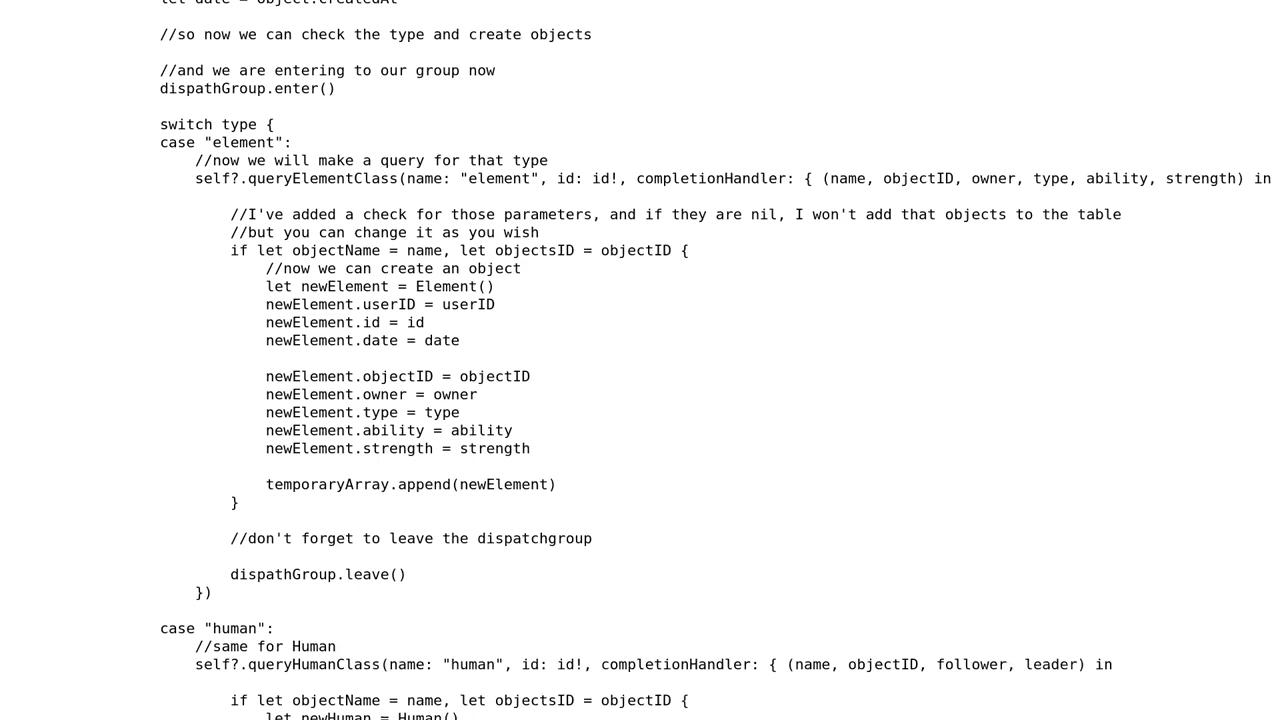 let date = object.createdAt
//so now we can check the type and create objects
//and we are entering to our group now
dispathGroup.enter()
switch type {
case "element":
//now we will make a query for that type
self?.queryElementClass(name: "element", id: id!, completionHandler: { (name, objectID, owner, type, ability, strength) in
//I've added a check for those parameters, and if they are nil, I won't add that objects to the table
//but you can change it as you wish
if let objectName = name, let objectsID = objectID {
//now we can create an object
let newElement = Element()
newElement.userID = userID
newElement.id = id
newElement.date = date
newElement.objectID = objectID
newElement.owner = owner
newElement.type = type
newElement.ability = ability
newElement.strength = strength
temporaryArray.append(newElement)
}
//don't forget to leave the dispatchgroup
dispathGroup.leave()
})
case "human":
//same for Human
self?.queryHumanClass(name: "human", id: id!, completionHandler: { (name, objectID, follower, leader) in
if let objectName = name, let objectsID = objectID {
let newHuman = Human()